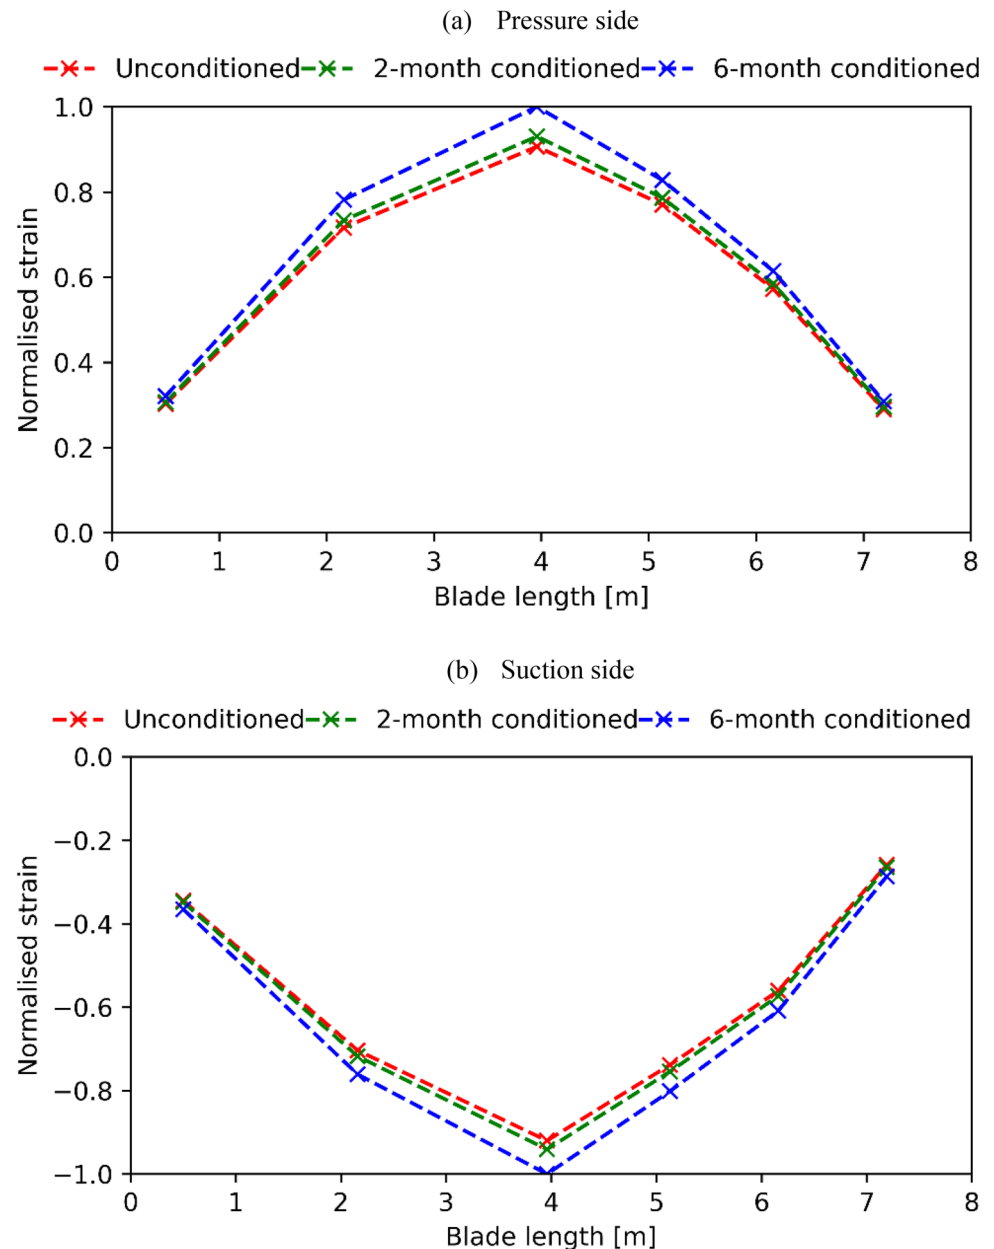 (a) Pressure side
Unconditioned 2-month conditioned 6-month conditioned
1.0
0.8
0.6
0.4
0.2
0.0
Normalised strain
0 1 2 3 4 5 6 7 8
Blade length [m]
(b) Suction side
Unconditioned 2-month conditioned 6-month conditioned
0.0
−0.2
−0.4
−0.6
−0.8
−1.0
Normalised strain
0 1 2 3 4 5 6 7 8
Blade length [m]